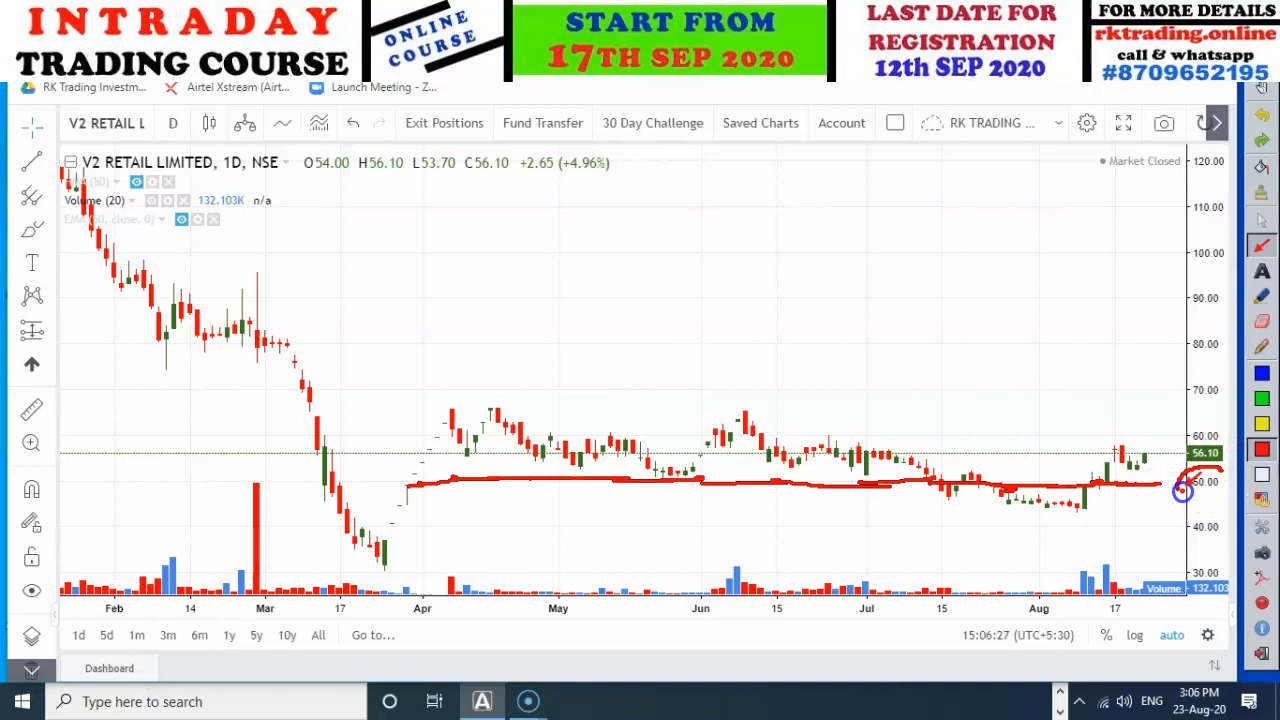 INTRADAY
TRADING COURSE
ONLINE
COURSE
START FROM
17TH SEP 2020
LAST DATE FOR
REGISTRATION
12th SEP 2020
FOR MORE DETAILS
rktrading.online
call & whatsapp
#8709652195
RK Trading Investm... Airtel Xstream (Airt... Launch Meeting - Z...
V2 RETAIL L D Exit Positions Fund Transfer 30 Day Challenge Saved Charts Account RK TRADING ...
V2 RETAIL LIMITED, 1D, NSE O54.00 H56.10 L53.70 C56.10 +2.65 (+4.96%)
Market Closed
Volume (20) 132.103K n/a
120.00
110.00
100.00
90.00
80.00
70.00
60.00
56.10
50.00
40.00
30.00
Volume 132.103
Feb 14 Mar 17 Apr May Jun 15 Jul 15 Aug 17
1d 5d 1m 3m 6m 1y 5y 10y All Go to... 15:06:27 (UTC+5:30) % log auto
Dashboard
Type here to search
ENG
3:06 PM
23-Aug-20